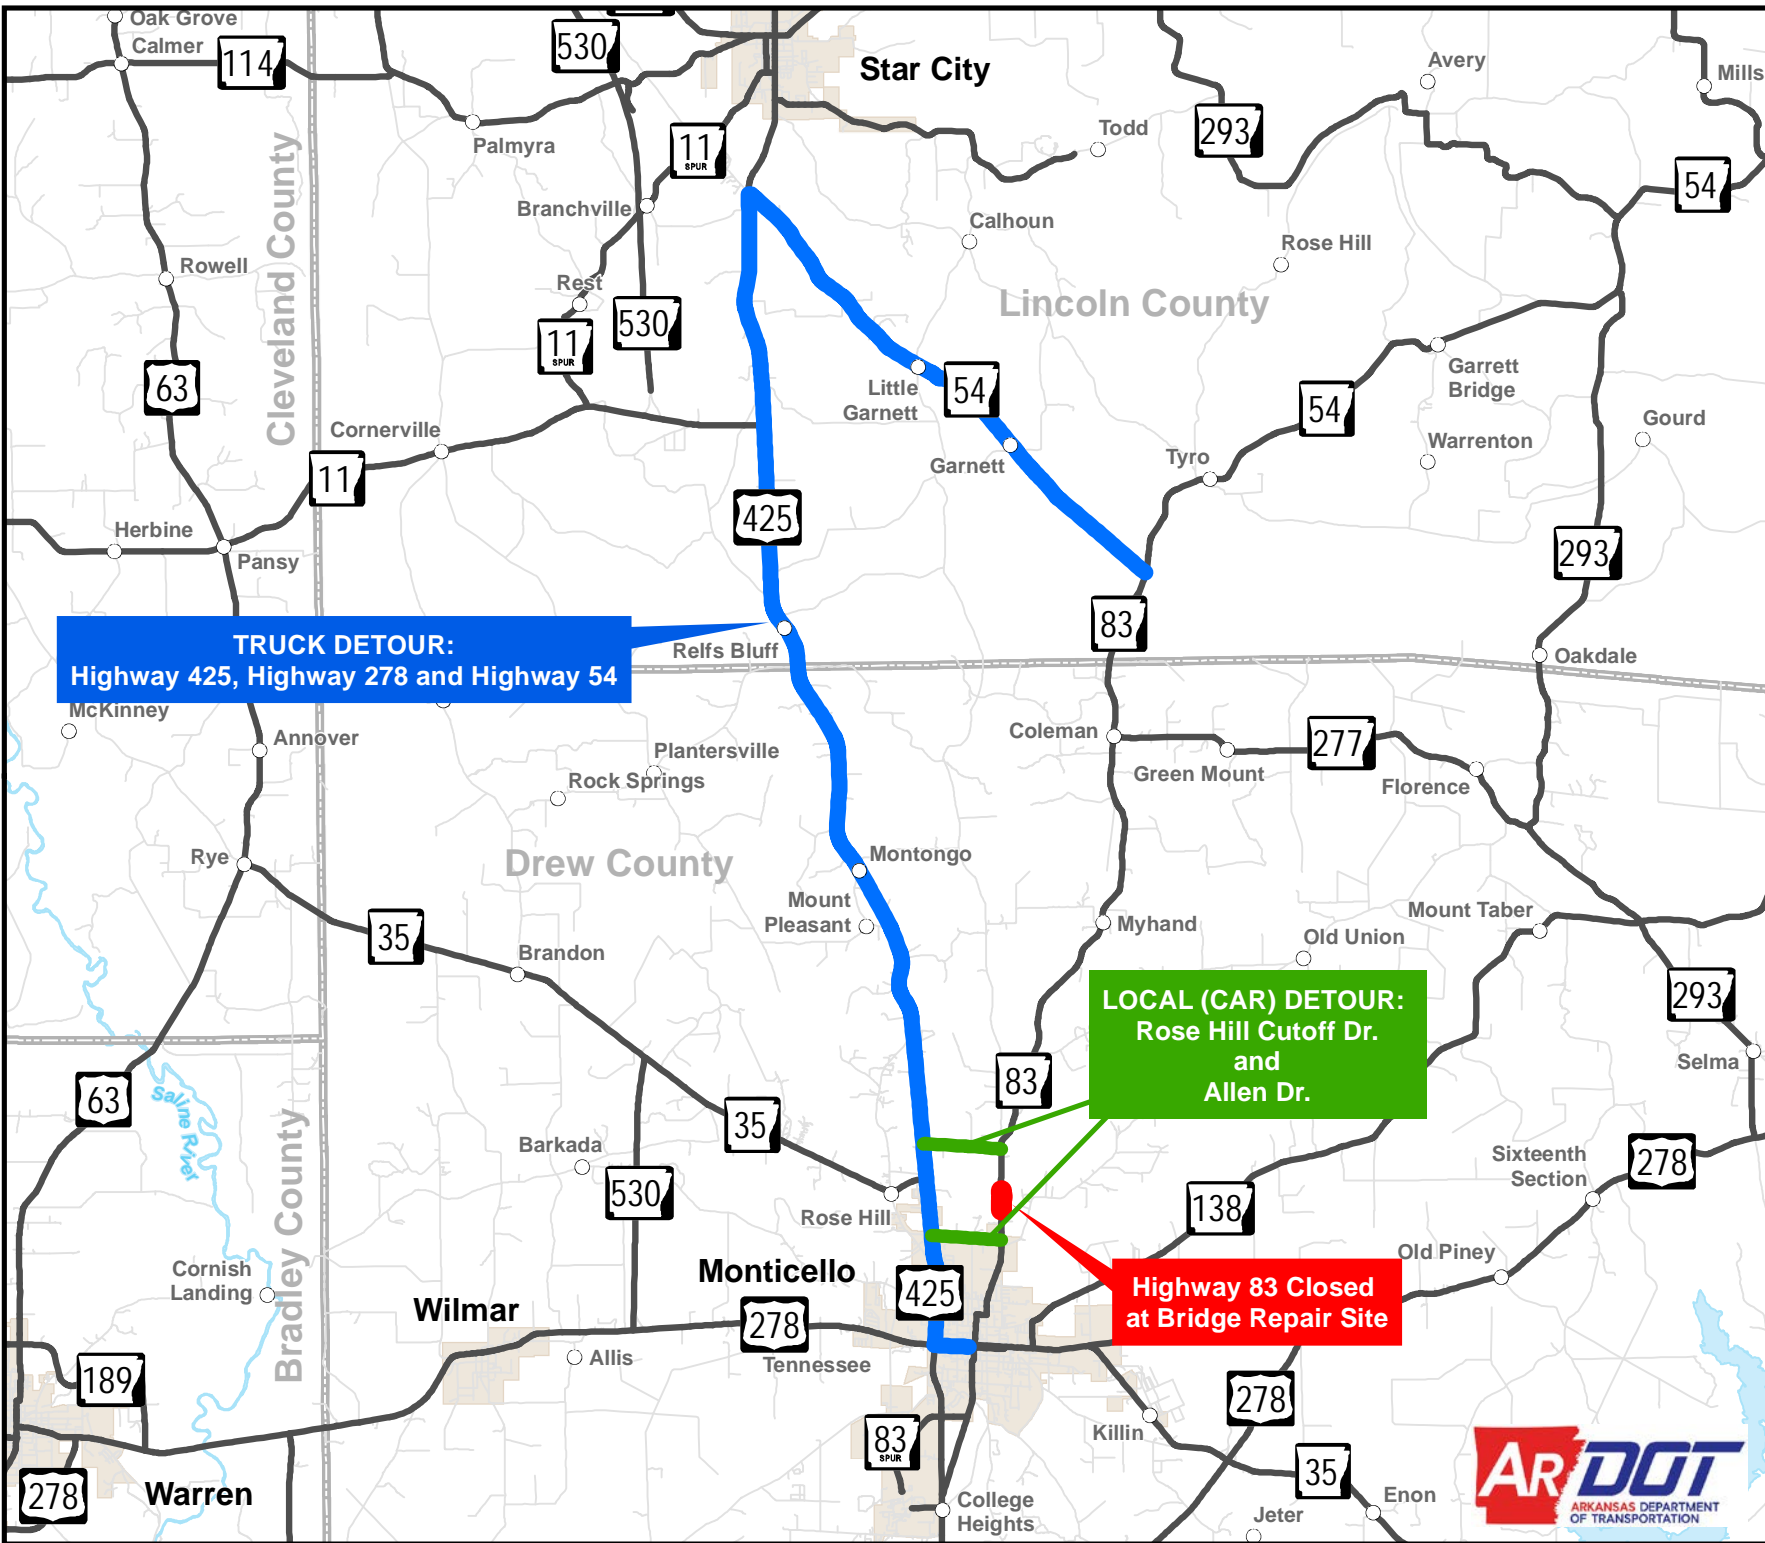 Oak Grove
Calmer
114
530
Star City
Avery
Mills
Palmyra
11
SPUR
Todd
293
54
Cleveland County
Branchville
Calhoun
Rose Hill
Rowell
Rest
Lincoln County
530
11
SPUR
63
Little
Garnett
54
Garrett
Bridge
54
Gourd
Cornerville
Garnett
Tyro
Warrenton
11
425
Herbine
Pansy
293
83
TRUCK DETOUR:
Highway 425, Highway 278 and Highway 54
Relfs Bluff
Oakdale
McKinney
Annover
Plantersville
Rock Springs
Coleman
Green Mount
277
Florence
Rye
Drew County
Montongo
Mount
Pleasant
Myhand
Mount Taber
35
Brandon
Old Union
293
LOCAL (CAR) DETOUR:
Rose Hill Cutoff Dr.
and
Allen Dr.
Selma
63
Saline River
83
35
Barkada
Sixteenth
Section
278
530
Rose Hill
138
Bradley County
Cornish
Landing
Monticello
Old Piney
Wilmar
425
Highway 83 Closed
at Bridge Repair Site
278
Tennessee
Allis
189
278
Killin
83
SPUR
278
Warren
35
College
Heights
Enon
Jeter
ARDOT
ARKANSAS DEPARTMENT
OF TRANSPORTATION